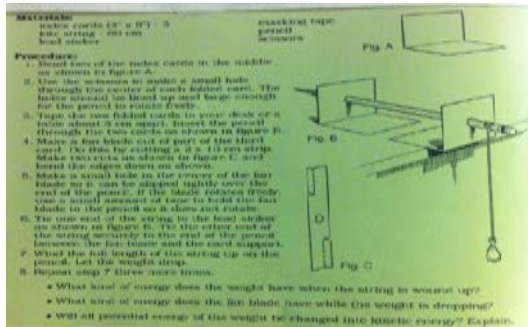 Materials:
index cards (5" x 8") - 3
kite string - 60 cm
lead sinker
masking tape
pencil
scissors
Procedure:
1. Bend two of the index cards in the middle
as shown in figure A.
2. Use the scissors to make a small hole
through the center of each folded card. The
holes should be lined up and large enough
for the pencil to rotate freely.
3. Tape the two folded cards to your desk or a
table about 8 cm apart. Insert the pencil
through the two cards as shown in figure B.
4. Make a fan blade out of part of the third
card. Do this by cutting a 2 x 10 cm strip.
Make two cuts as shown in figure C and
bend the edges down as shown.
5. Make a small hole in the center of the fan
blade so it can be slipped tightly over the
end of the pencil. If the blade rotates freely,
use a small amount of tape to hold the fan
blade to the pencil so it does not rotate.
6. Tie one end of the string to the lead sinker
as shown in figure B. Tie the other end of
the string securely to the end of the pencil
between the fan blade and the card support.
7. Wind the full length of the string up on the
pencil. Let the weight drop.
8. Repeat step 7 three more times.
• What kind of energy does the weight have when the string is wound up?
• What kind of energy does the fan blade have while the weight is dropping?
• Will all potential energy of the weight be changed into kinetic energy? Explain.
Fig. A
Fig. B
Fig. C